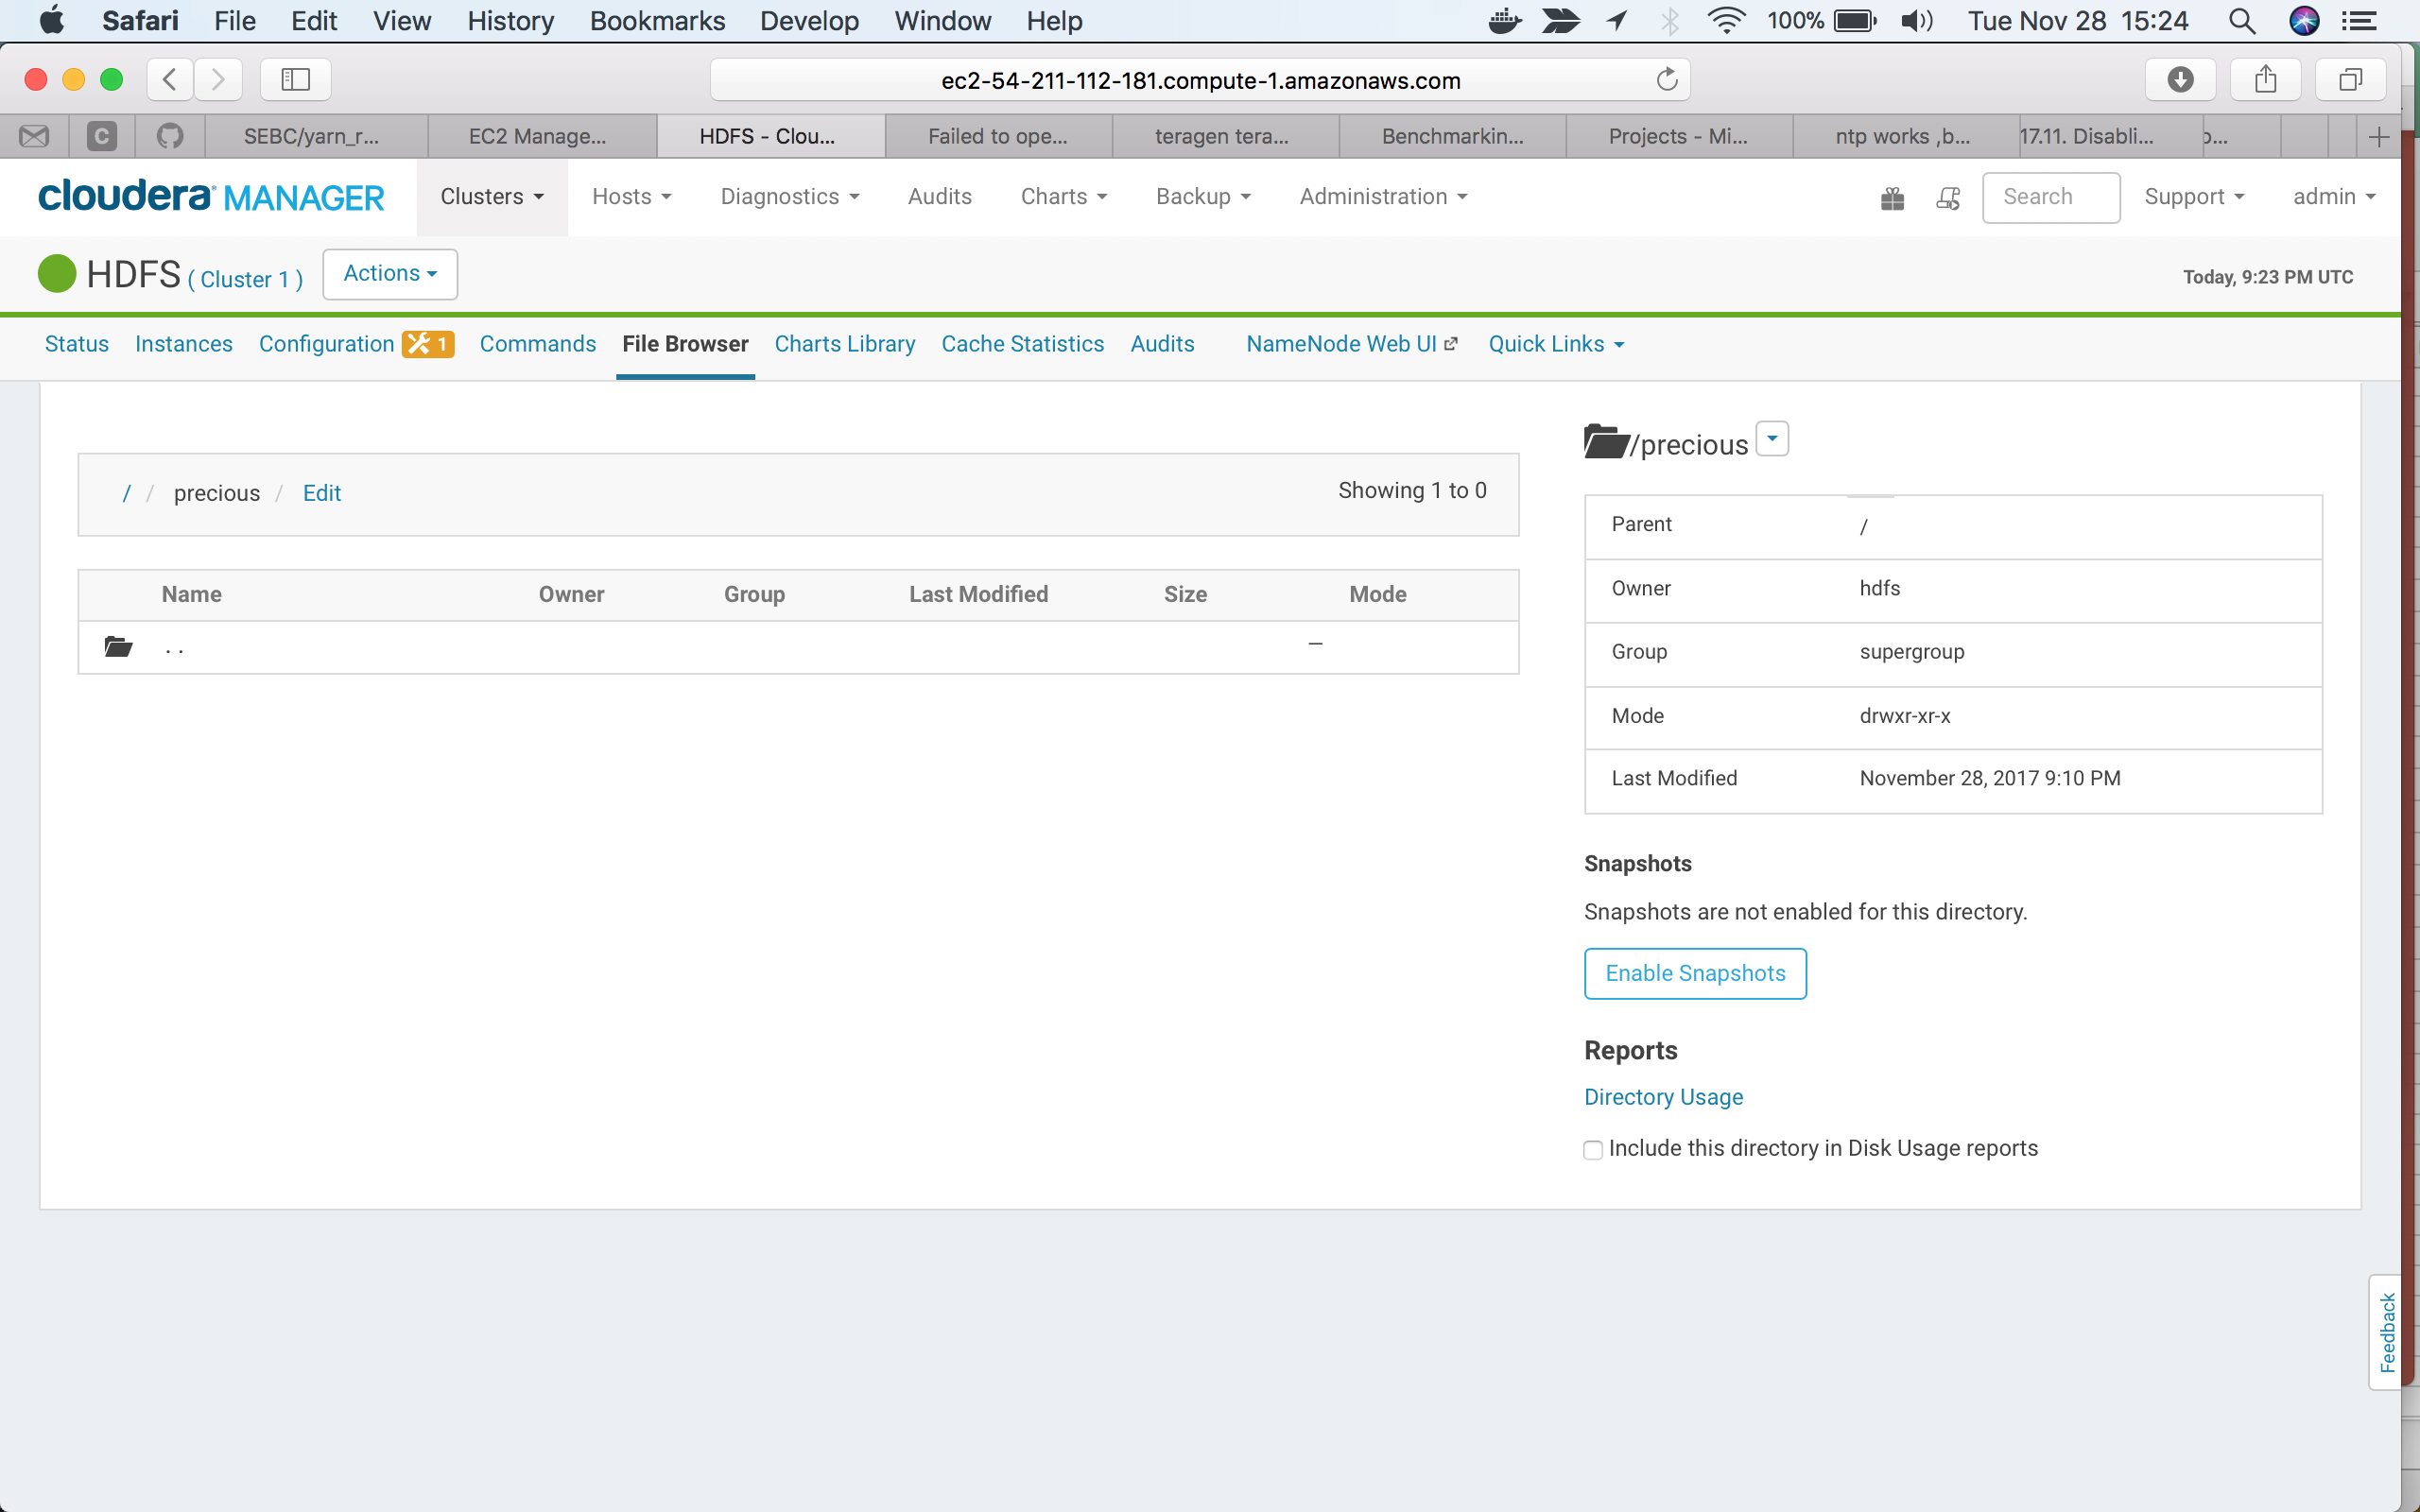 Safari File Edit View History Bookmarks Develop Window Help 100% Tue Nov 28 15:24
ec2-54-211-112-181.compute-1.amazonaws.com
C SEBC/yarn_r... EC2 Manage... HDFS - Clou... Failed to ope... teragen tera... Benchmarkin... Projects - Mi... ntp works ,b... 17.11. Disabli...
cloudera MANAGER Clusters Hosts Diagnostics Audits Charts Backup Administration Search Support admin
HDFS ( Cluster 1 ) Actions Today, 9:23 PM UTC
Status Instances Configuration 1 Commands File Browser Charts Library Cache Statistics Audits NameNode Web UI Quick Links
/ / precious / Edit Showing 1 to 0
Name Owner Group Last Modified Size Mode
. . —
/precious
Parent /
Owner hdfs
Group supergroup
Mode drwxr-xr-x
Last Modified November 28, 2017 9:10 PM
Snapshots
Snapshots are not enabled for this directory.
Enable Snapshots
Reports
Directory Usage
Include this directory in Disk Usage reports
Feedback